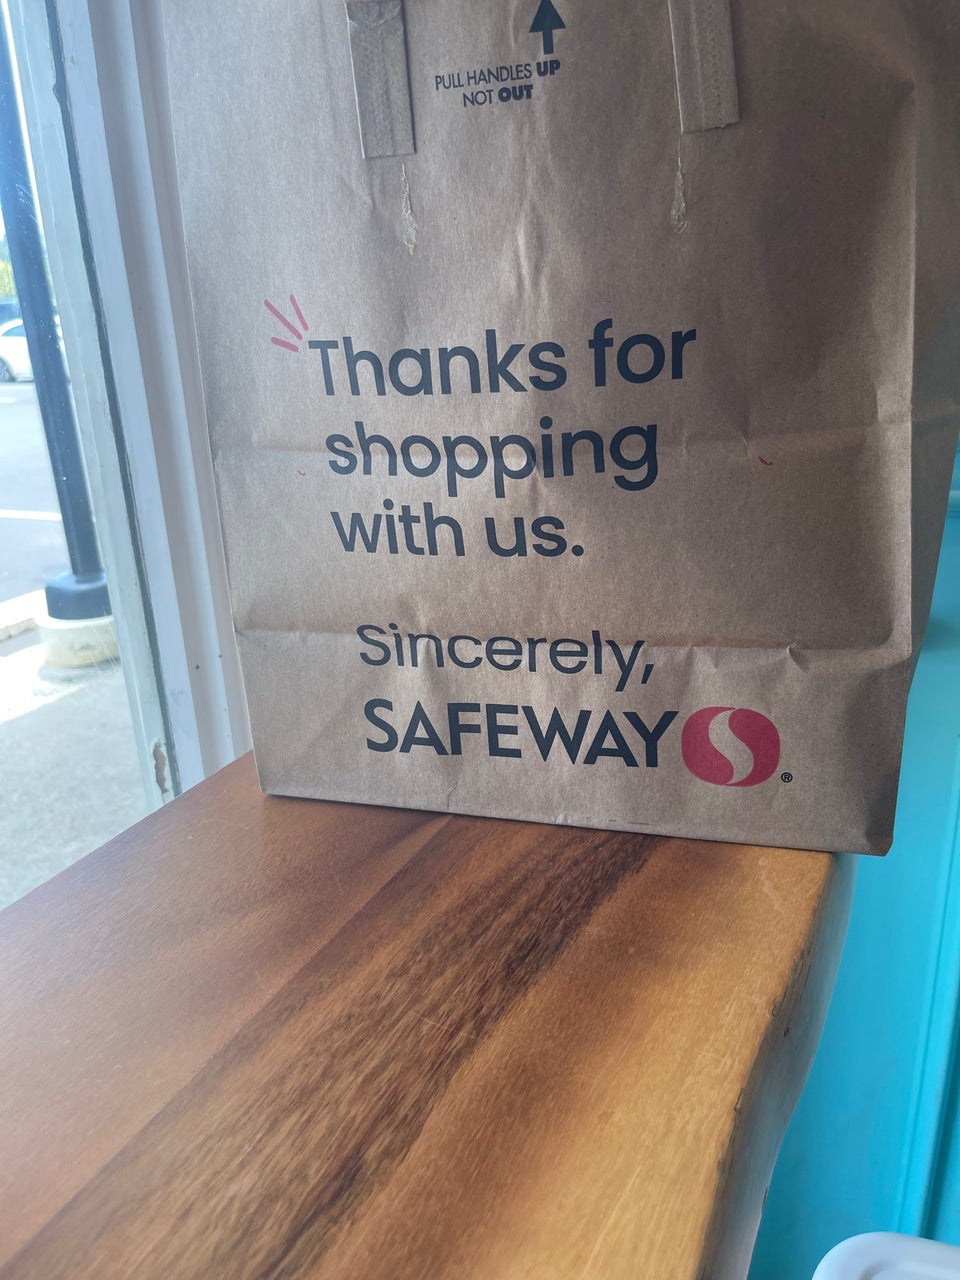 PULL HANDLES UP
NOT OUT
Thanks for
shopping
with us.
Sincerely,
SAFEWAY ®